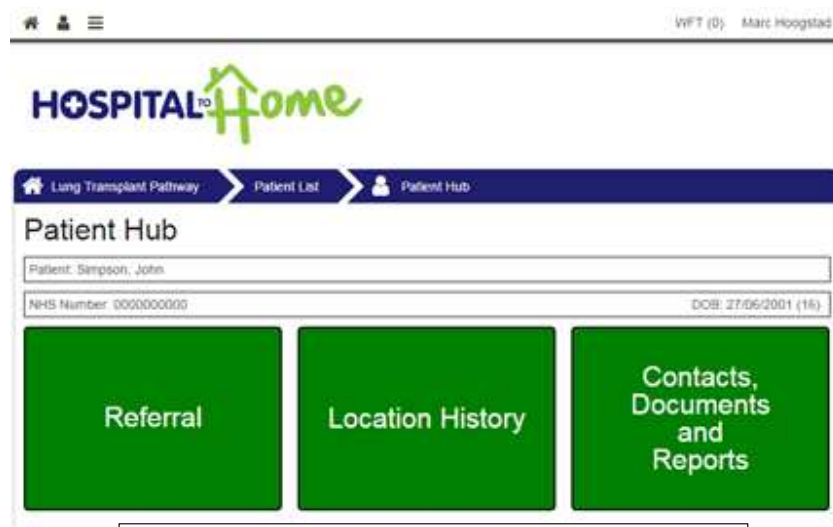 WFT (0) Marc Hoogstad
HOSPITAL TO Home
Lung Transplant Pathway Patient List Patient Hub
Patient Hub
Patient: Simpson, John
NHS Number: 0000000000 DOB: 27/06/2001 (16)
Referral
Location History
Contacts,
Documents
and
Reports